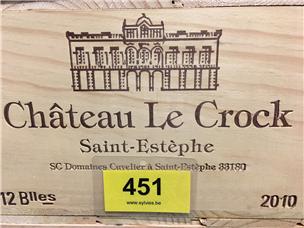 Château Le Crock
Saint-Estèphe
SC Domaines Cuvelier à Saint-Estèphe 33180
451
www.sylvies.be
12 Blles 2010